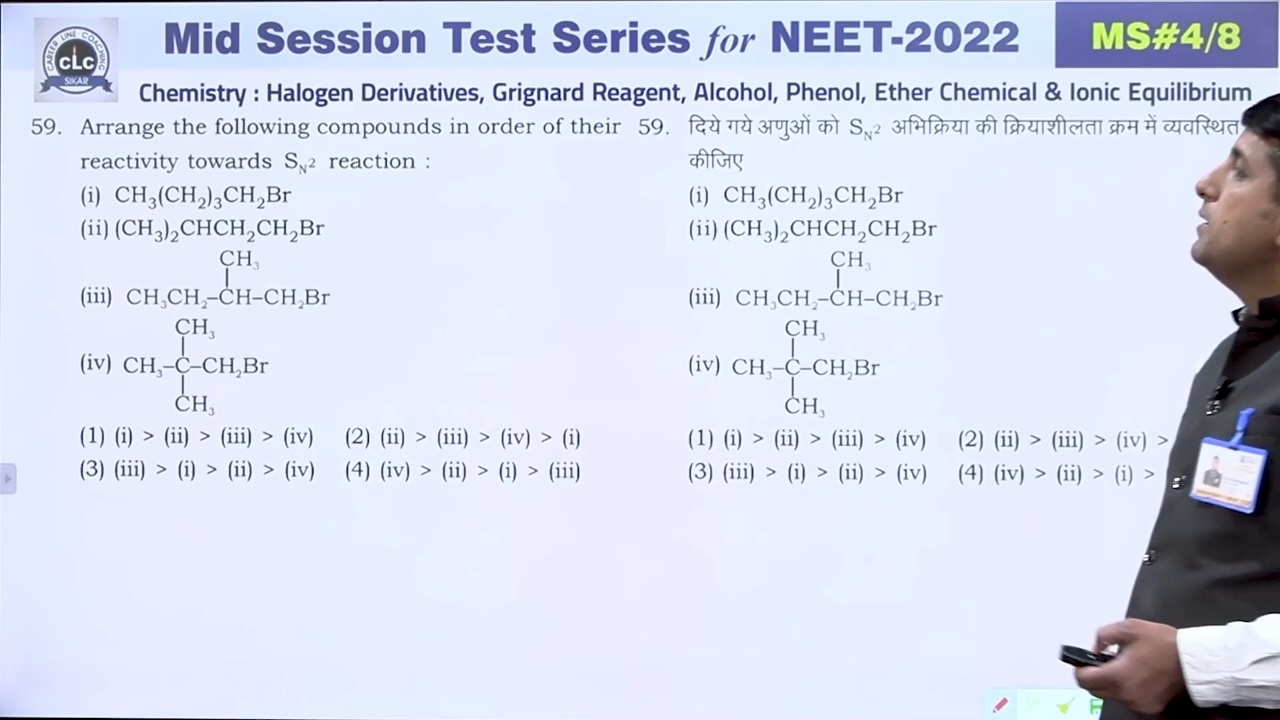 Mid Session Test Series for NEET-2022
MS#4/8
CAREER LINE COACHING
CLC
SIKAR
Chemistry : Halogen Derivatives, Grignard Reagent, Alcohol, Phenol, Ether Chemical & Ionic Equilibrium
59. Arrange the following compounds in order of their
reactivity towards SN2 reaction :
(i) CH3(CH2)3CH2Br
(ii) (CH3)2CHCH2CH2Br
CH3
(iii) CH3CH2–CH–CH2Br
CH3
(iv) CH3–C–CH2Br
CH3
(1) (i) > (ii) > (iii) > (iv) (2) (ii) > (iii) > (iv) > (i)
(3) (iii) > (i) > (ii) > (iv) (4) (iv) > (ii) > (i) > (iii)
59. दिये गये अणुओं को SN2 अभिक्रिया की क्रियाशीलता क्रम में व्यवस्थित
कीजिए
(i) CH3(CH2)3CH2Br
(ii) (CH3)2CHCH2CH2Br
CH3
(iii) CH3CH2–CH–CH2Br
CH3
(iv) CH3–C–CH2Br
CH3
(1) (i) > (ii) > (iii) > (iv) (2) (ii) > (iii) > (iv) >
(3) (iii) > (i) > (ii) > (iv) (4) (iv) > (ii) > (i) >